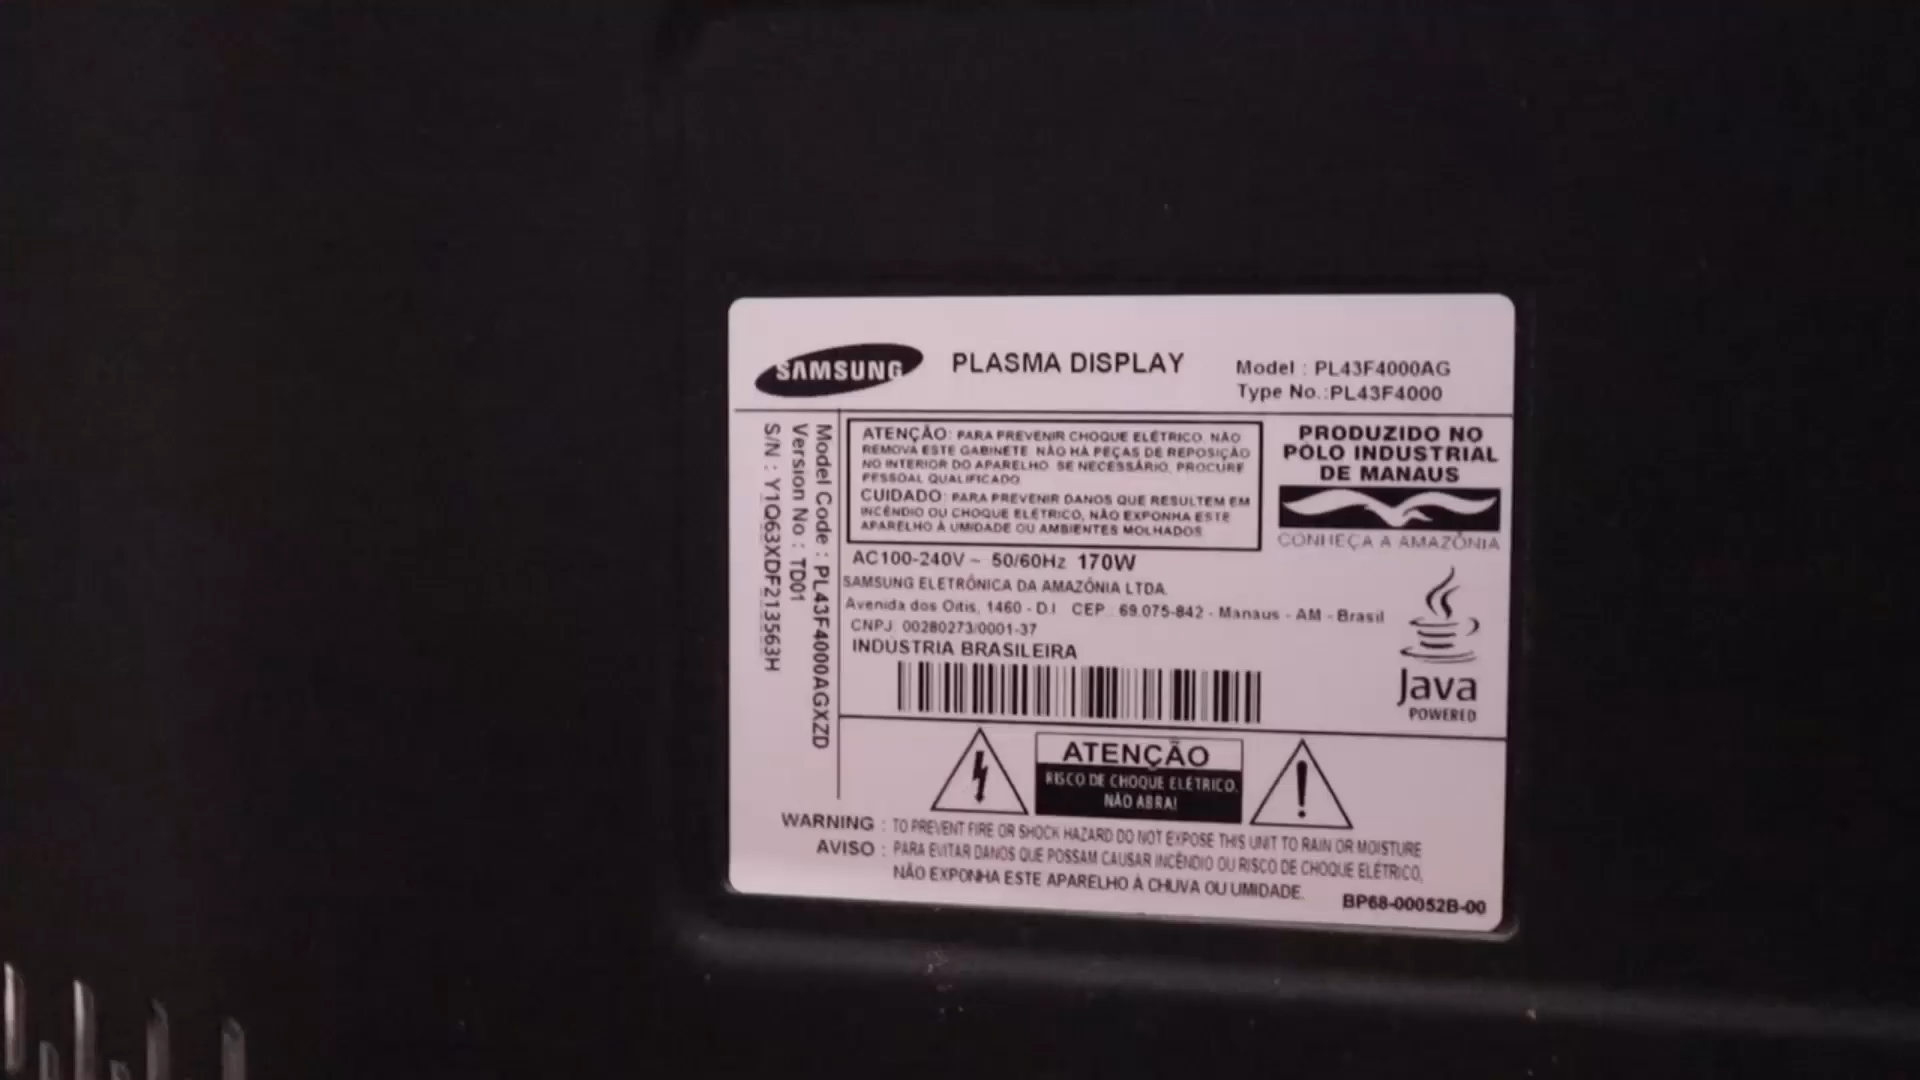 SAMSUNG
PLASMA DISPLAY
Model : PL43F4000AG
Type No.:PL43F4000
Model Code : PL43F4000AGXZD
Version No : TD01
S/N : Y1Q63XDF213563H
ATENÇÃO: PARA PREVENIR CHOQUE ELÉTRICO, NÃO
REMOVA ESTE GABINETE. NÃO HÁ PEÇAS DE REPOSIÇÃO
NO INTERIOR DO APARELHO. SE NECESSÁRIO, PROCURE
PESSOAL QUALIFICADO.
CUIDADO: PARA PREVENIR DANOS QUE RESULTEM EM
INCÊNDIO OU CHOQUE ELÉTRICO, NÃO EXPONHA ESTE
APARELHO À UMIDADE OU AMBIENTES MOLHADOS.
PRODUZIDO NO
PÓLO INDUSTRIAL
DE MANAUS
CONHEÇA A AMAZÔNIA
AC100-240V ~ 50/60Hz 170W
SAMSUNG ELETRÔNICA DA AMAZÔNIA LTDA.
Avenida dos Oitis, 1460 - D.I. CEP.: 69.075-842 - Manaus - AM - Brasil
CNPJ: 00280273/0001-37
INDÚSTRIA BRASILEIRA
Java
POWERED
ATENÇÃO
RISCO DE CHOQUE ELÉTRICO.
NÃO ABRA!
WARNING : TO PREVENT FIRE OR SHOCK HAZARD DO NOT EXPOSE THIS UNIT TO RAIN OR MOISTURE
AVISO : PARA EVITAR DANOS QUE POSSAM CAUSAR INCÊNDIO OU RISCO DE CHOQUE ELÉTRICO,
NÃO EXPONHA ESTE APARELHO À CHUVA OU UMIDADE.
BP68-00052B-00